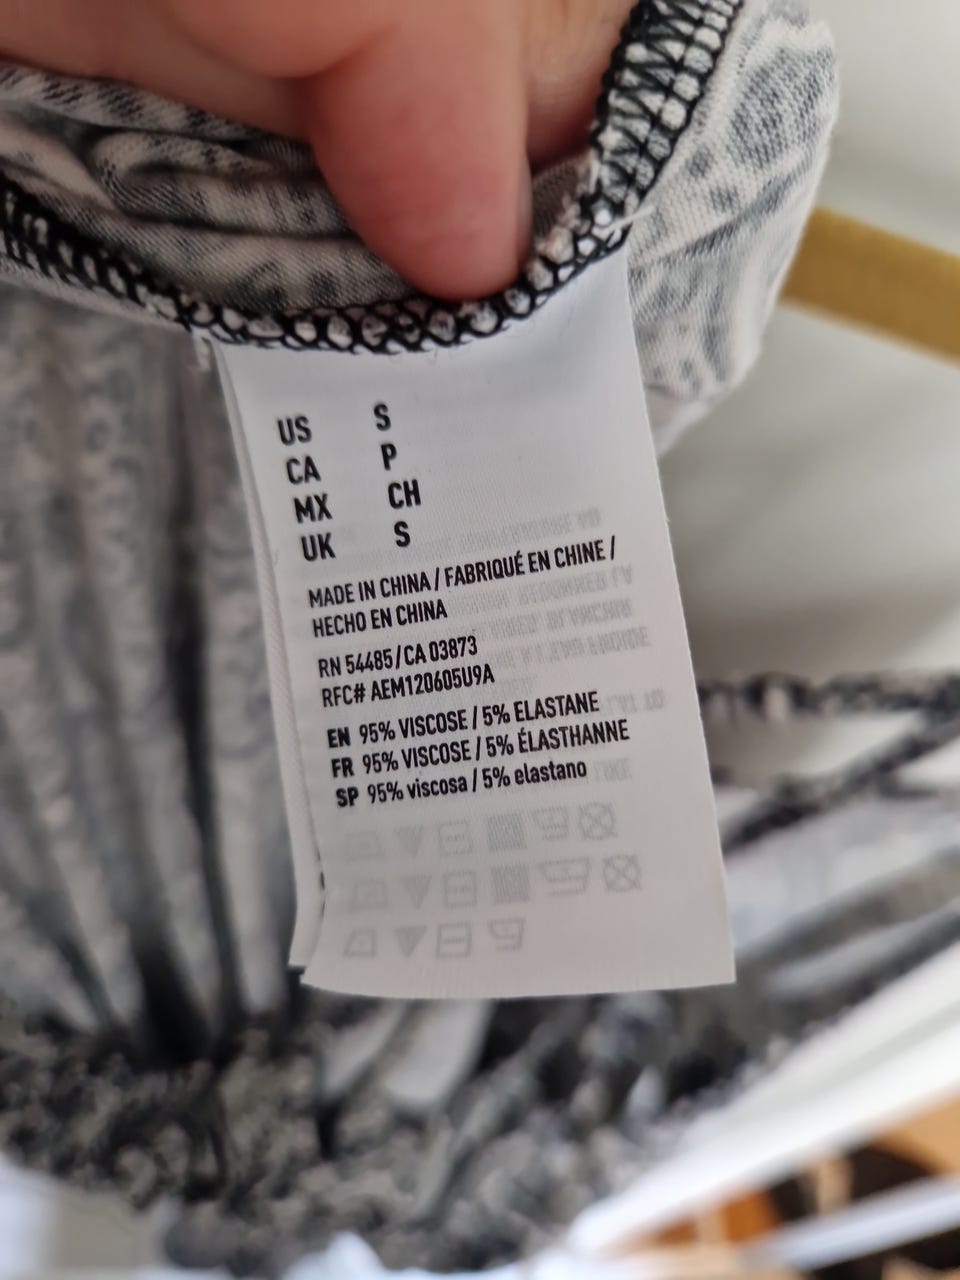 US S
CA P
MX CH
UK S
MADE IN CHINA / FABRIQUÉ EN CHINE /
HECHO EN CHINA
RN 54485/CA 03873
RFC# AEM120605U9A
EN 95% VISCOSE / 5% ELASTANE
FR 95% VISCOSE / 5% ÉLASTHANNE
SP 95% viscosa / 5% elastano